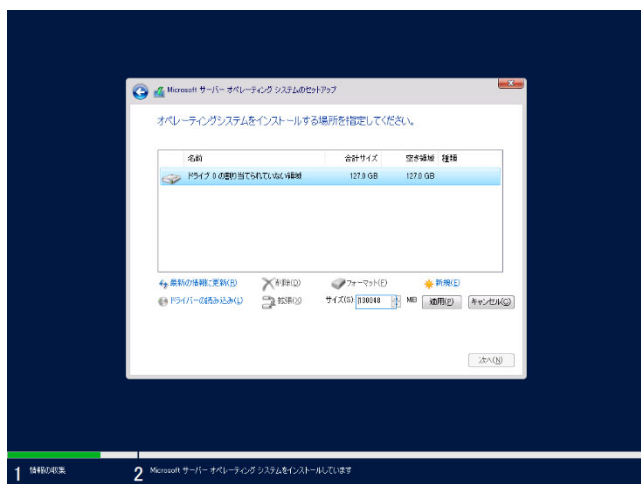 Microsoft サーバー オペレーティング システムのセットアップ
オペレーティングシステムをインストールする場所を指定してください。
名前 合計サイズ 空き領域 種類
ドライブ 0 の割り当てられていない領域 127.0 GB 127.0 GB
最新の情報に更新(R) 削除(D) フォーマット(F) 新規(E)
ドライバーの読み込み(L) 拡張(X) サイズ(S): 130048 MB 適用(P) キャンセル(C)
次へ(N)
1 情報の収集 2 Microsoft サーバー オペレーティング システムをインストールしています